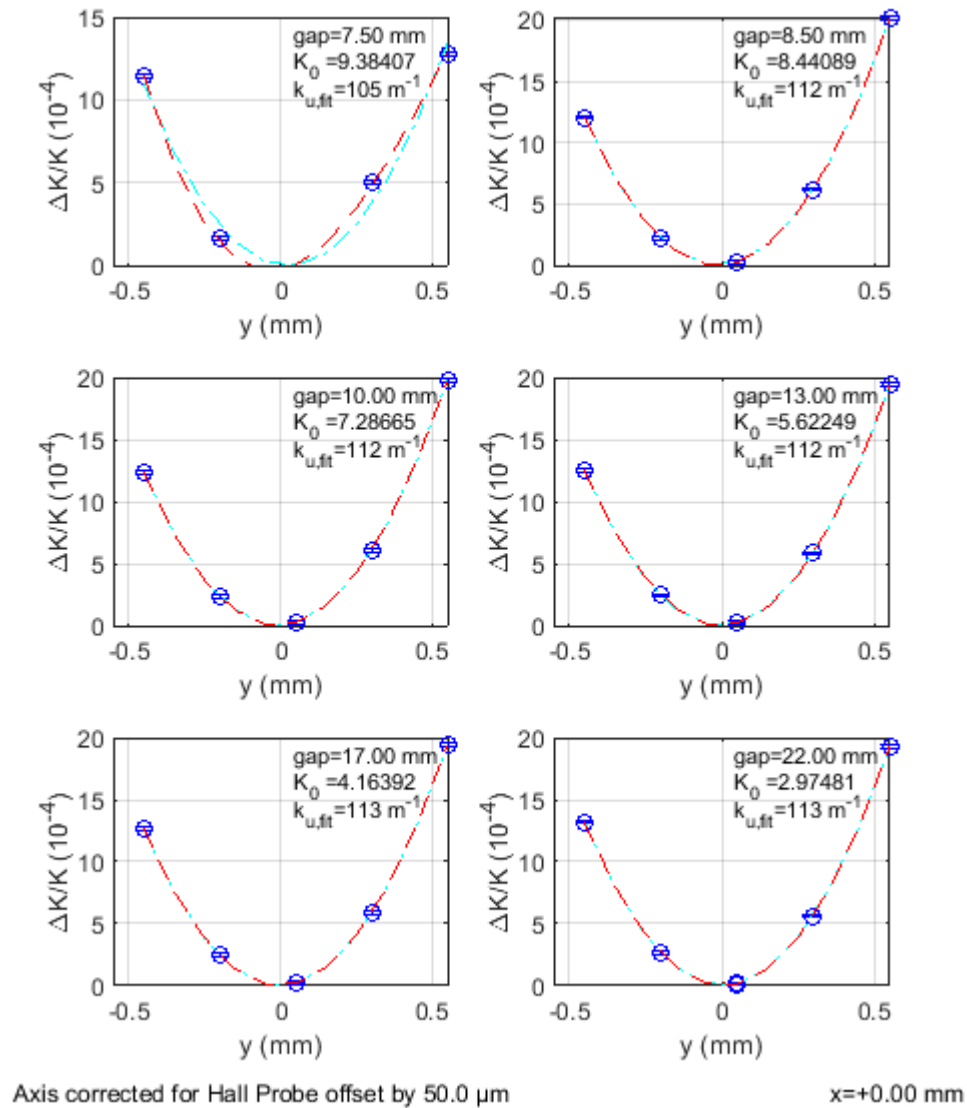 15
10
5
0
-0.5
0
0.5
ΔK/K (10⁻⁴)
y (mm)
gap=7.50 mm
K₀ =9.38407
k_u,fit=105 m⁻¹
20
15
10
5
0
-0.5
0
0.5
ΔK/K (10⁻⁴)
y (mm)
gap=8.50 mm
K₀ =8.44089
k_u,fit=112 m⁻¹
20
15
10
5
0
-0.5
0
0.5
ΔK/K (10⁻⁴)
y (mm)
gap=10.00 mm
K₀ =7.28665
k_u,fit=112 m⁻¹
20
15
10
5
0
-0.5
0
0.5
ΔK/K (10⁻⁴)
y (mm)
gap=13.00 mm
K₀ =5.62249
k_u,fit=112 m⁻¹
20
15
10
5
0
-0.5
0
0.5
ΔK/K (10⁻⁴)
y (mm)
gap=17.00 mm
K₀ =4.16392
k_u,fit=113 m⁻¹
20
15
10
5
0
-0.5
0
0.5
ΔK/K (10⁻⁴)
y (mm)
gap=22.00 mm
K₀ =2.97481
k_u,fit=113 m⁻¹
Axis corrected for Hall Probe offset by 50.0 μm
x=+0.00 mm